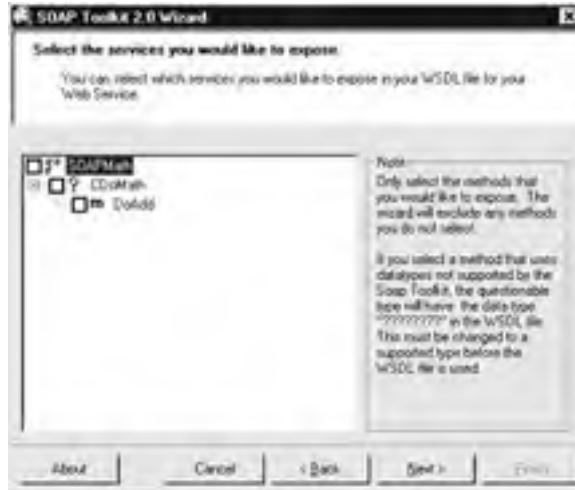 SOAP Toolkit 2.0 Wizard
Select the services you would like to expose.
You can select which services you would like to expose in your WSDL file for your
Web Service.
SOAPMath
CDoMath
DoAdd
Note
Only select the methods that
you would like to expose. The
wizard will exclude any methods
you do not select.
If you select a method that uses
datatypes not supported by the
Soap Toolkit, the questionable
type will have the data type
"????????" in the WSDL file.
This must be changed to a
supported type before the
WSDL file is used.
About
Cancel
< Back
Next >
Finish